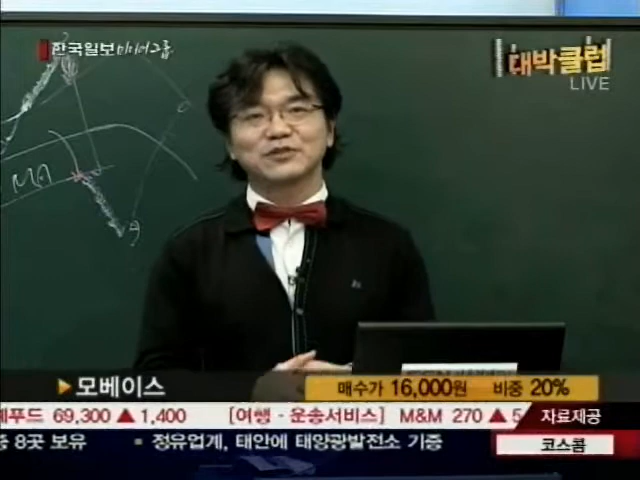 한국일보 미디어그룹
대박클럽
LIVE
MA
▶모베이스
매수가 16,000원 비중 20%
푸드 69,300 ▲ 1,400 [여행 - 운송서비스] M&M 270 ▲ 5
자료제공
8곳 보유 ▪ 정유업계, 태안에 태양광발전소 기증
코스콤